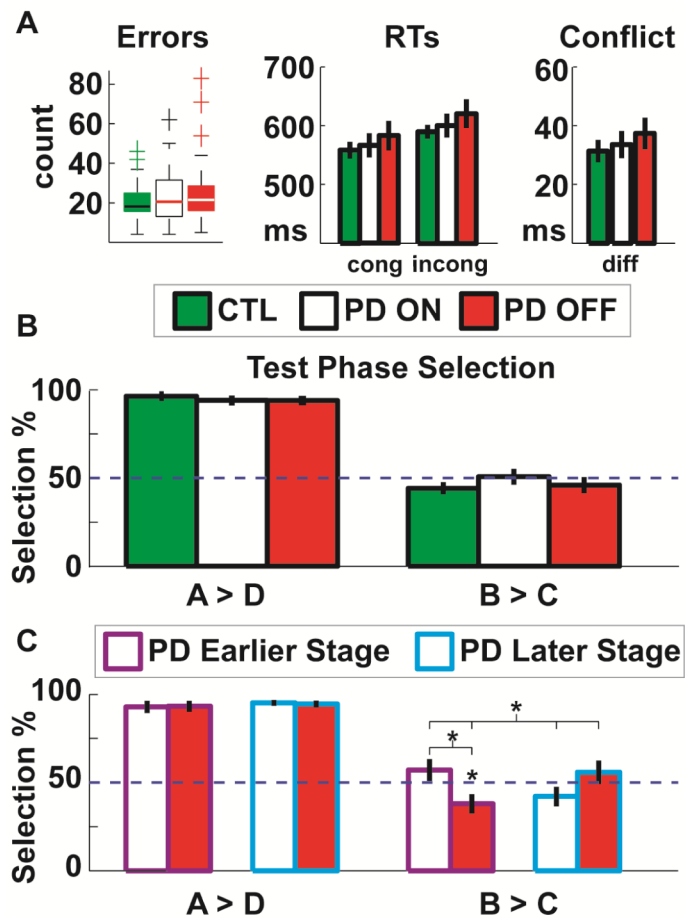 A
Errors
RTs
Conflict
count
80
60
40
20
700
600
500
ms
cong incong
60
40
20
ms
diff
CTL
PD ON
PD OFF
B
Test Phase Selection
Selection %
100
50
0
A > D
B > C
C
PD Earlier Stage
PD Later Stage
Selection %
100
50
0
*
*
*
A > D
B > C